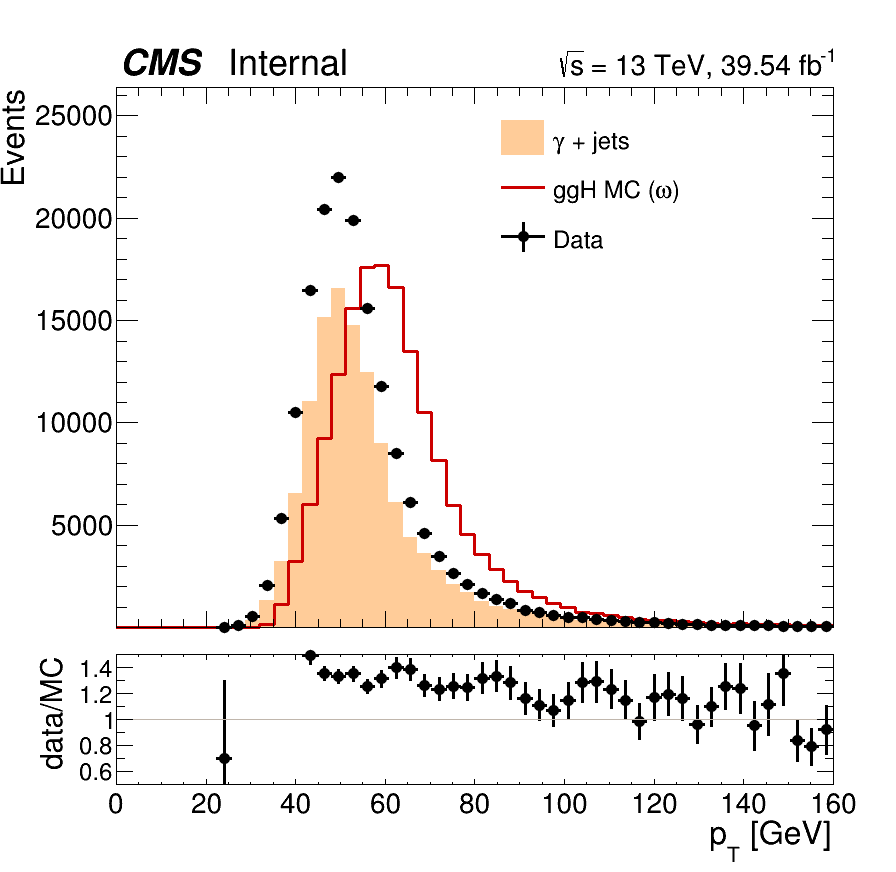 CMS Internal
√s = 13 TeV, 39.54 fb⁻¹
Events
25000
20000
15000
10000
5000
γ + jets
ggH MC (ω)
Data
data/MC
1.4
1.2
1
0.8
0.6
0 20 40 60 80 100 120 140 160
p_T [GeV]